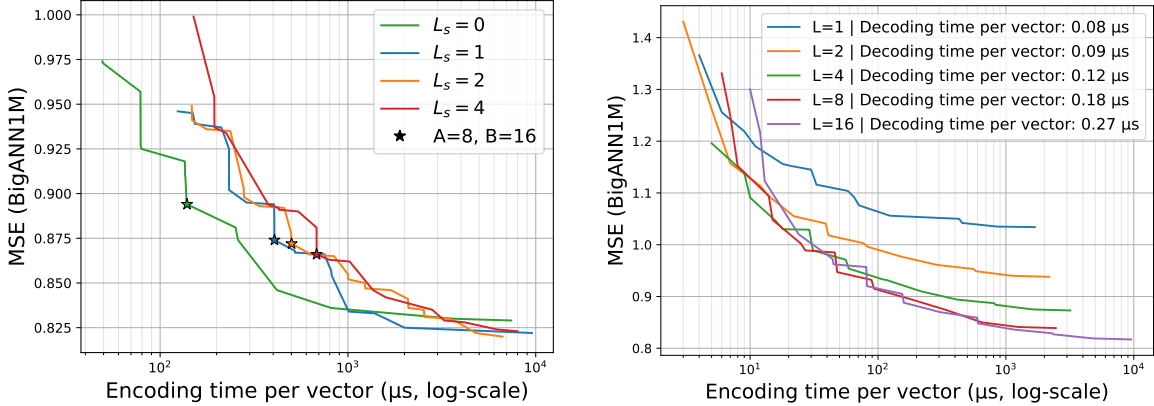 MSE (BigANN1M)
1.000
0.975
0.950
0.925
0.900
0.875
0.850
0.825
10²
10³
10⁴
Encoding time per vector (μs, log-scale)
Lₛ = 0
Lₛ = 1
Lₛ = 2
Lₛ = 4
A=8, B=16
MSE (BigANN1M)
1.4
1.3
1.2
1.1
1.0
0.9
0.8
10¹
10²
10³
10⁴
Encoding time per vector (μs, log-scale)
L=1 | Decoding time per vector: 0.08 μs
L=2 | Decoding time per vector: 0.09 μs
L=4 | Decoding time per vector: 0.12 μs
L=8 | Decoding time per vector: 0.18 μs
L=16 | Decoding time per vector: 0.27 μs